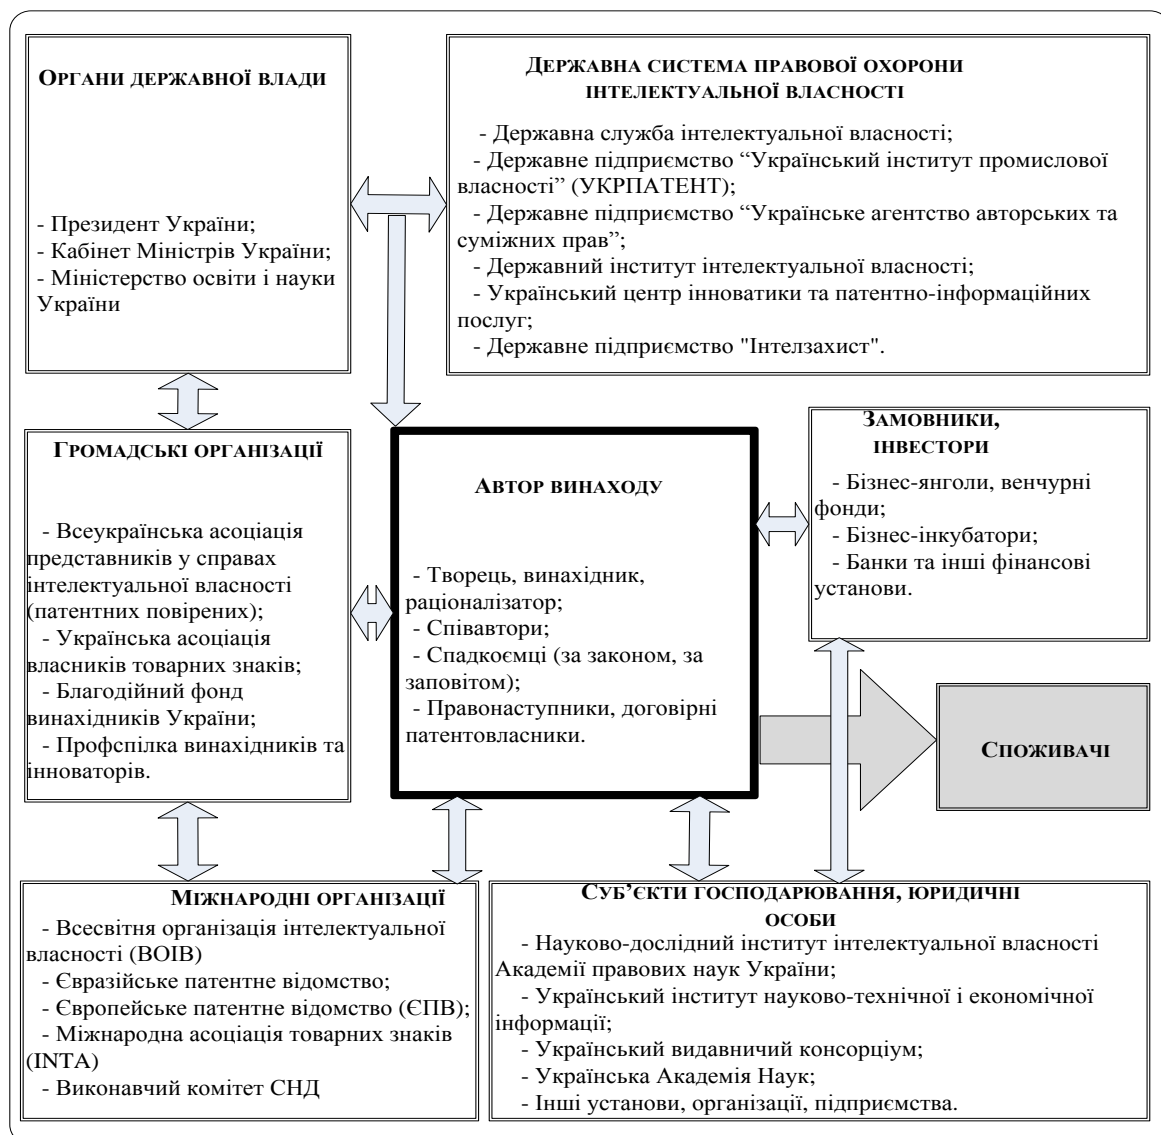 ОРГАНИ ДЕРЖАВНОЇ ВЛАДИ
- Президент України;
- Кабінет Міністрів України;
- Міністерство освіти і науки
України
ДЕРЖАВНА СИСТЕМА ПРАВОВОЇ ОХОРОНИ
ІНТЕЛЕКТУАЛЬНОЇ ВЛАСНОСТІ
- Державна служба інтелектуальної власності;
- Державне підприємство “Український інститут промислової
власності” (УКРПАТЕНТ);
- Державне підприємство “Українське агентство авторських та
суміжних прав”;
- Державний інститут інтелектуальної власності;
- Український центр інноватики та патентно-інформаційних
послуг;
- Державне підприємство "Інтелзахист".
ГРОМАДСЬКІ ОРГАНІЗАЦІЇ
- Всеукраїнська асоціація
представників у справах
інтелектуальної власності
(патентних повірених);
- Українська асоціація
власників товарних знаків;
- Благодійний фонд
винахідників України;
- Профспілка винахідників та
інноваторів.
АВТОР ВИНАХОДУ
- Творець, винахідник,
раціоналізатор;
- Співавтори;
- Спадкоємці (за законом, за
заповітом);
- Правонаступники, договірні
патентовласники.
ЗАМОВНИКИ,
ІНВЕСТОРИ
- Бізнес-янголи, венчурні
фонди;
- Бізнес-інкубатори;
- Банки та інші фінансові
установи.
СПОЖИВАЧІ
МІЖНАРОДНІ ОРГАНІЗАЦІЇ
- Всесвітня організація інтелектуальної
власності (ВОІВ)
- Євразійське патентне відомство;
- Європейське патентне відомство (ЄПВ);
- Міжнародна асоціація товарних знаків
(INTA)
- Виконавчий комітет СНД
СУБ’ЄКТИ ГОСПОДАРЮВАННЯ, ЮРИДИЧНІ
ОСОБИ
- Науково-дослідний інститут інтелектуальної власності
Академії правових наук України;
- Український інститут науково-технічної і економічної
інформації;
- Український видавничий консорціум;
- Українська Академія Наук;
- Інші установи, організації, підприємства.